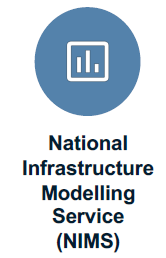 National
Infrastructure
Modelling
Service
(NIMS)